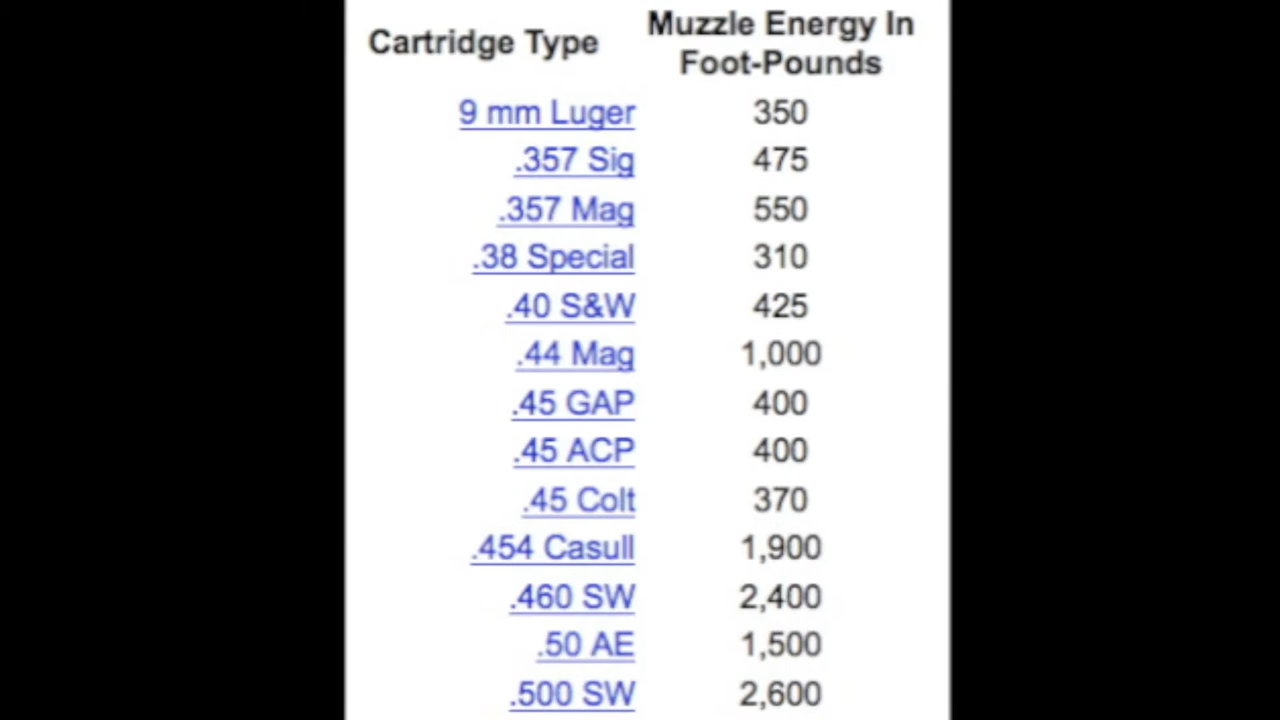 Cartridge Type Muzzle Energy In
Foot-Pounds
9 mm Luger 350
.357 Sig 475
.357 Mag 550
.38 Special 310
.40 S&W 425
.44 Mag 1,000
.45 GAP 400
.45 ACP 400
.45 Colt 370
.454 Casull 1,900
.460 SW 2,400
.50 AE 1,500
.500 SW 2,600